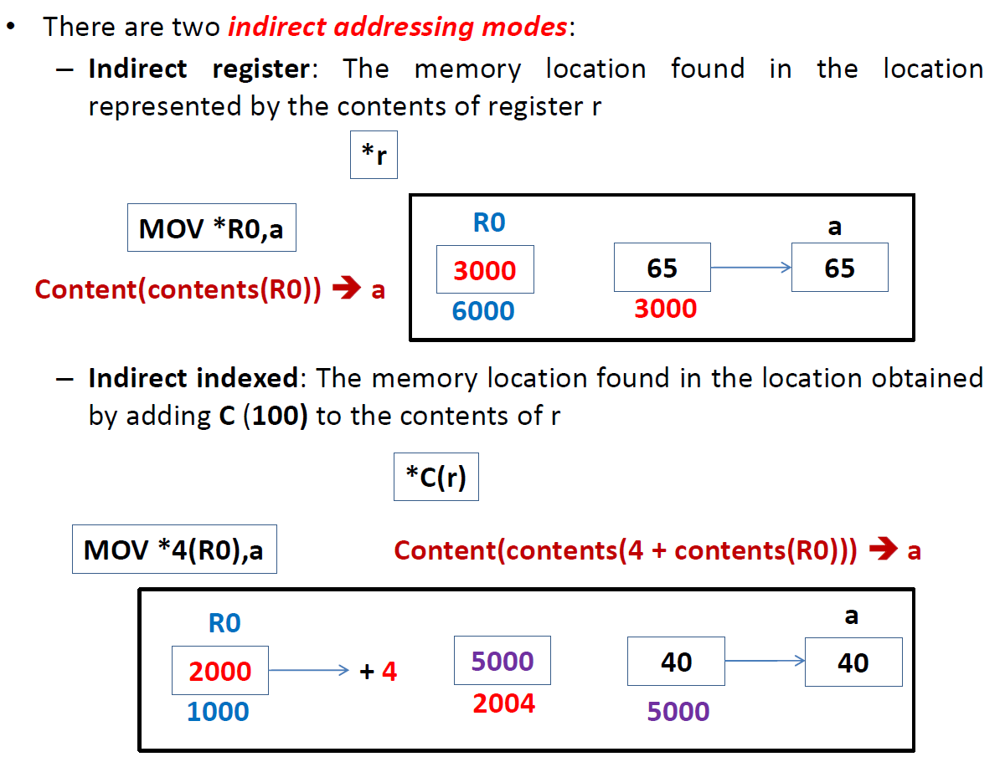 • There are two indirect addressing modes:
– Indirect register: The memory location found in the location
represented by the contents of register r
*r
MOV *R0,a
Content(contents(R0)) ➔ a
R0
a
3000
65
65
6000
3000
– Indirect indexed: The memory location found in the location obtained
by adding C (100) to the contents of r
*C(r)
MOV *4(R0),a
Content(contents(4 + contents(R0))) ➔ a
R0
a
2000
+ 4
5000
40
40
1000
2004
5000